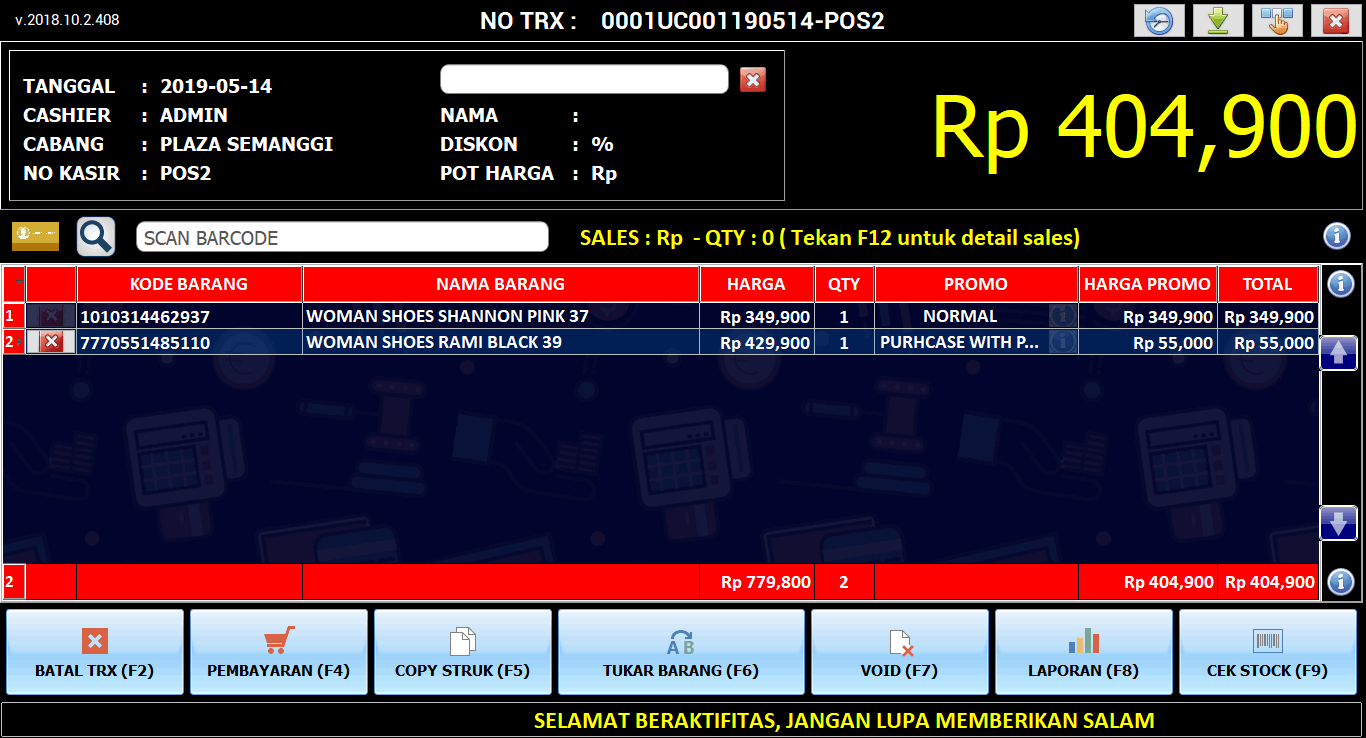 v.2018.10.2.408
NO TRX : 0001UC001190514-POS2
TANGGAL : 2019-05-14
CASHIER : ADMIN
CABANG : PLAZA SEMANGGI
NO KASIR : POS2
NAMA :
DISKON : %
POT HARGA : Rp
Rp 404,900
SCAN BARCODE
SALES : Rp - QTY : 0 ( Tekan F12 untuk detail sales)
KODE BARANG NAMA BARANG HARGA QTY PROMO HARGA PROMO TOTAL
1 1010314462937 WOMAN SHOES SHANNON PINK 37 Rp 349,900 1 NORMAL Rp 349,900 Rp 349,900
2 7770551485110 WOMAN SHOES RAMI BLACK 39 Rp 429,900 1 PURHCASE WITH P... Rp 55,000 Rp 55,000
2 Rp 779,800 2 Rp 404,900 Rp 404,900
A B
BATAL TRX (F2) PEMBAYARAN (F4) COPY STRUK (F5) TUKAR BARANG (F6) VOID (F7) LAPORAN (F8) CEK STOCK (F9)
SELAMAT BERAKTIFITAS, JANGAN LUPA MEMBERIKAN SALAM